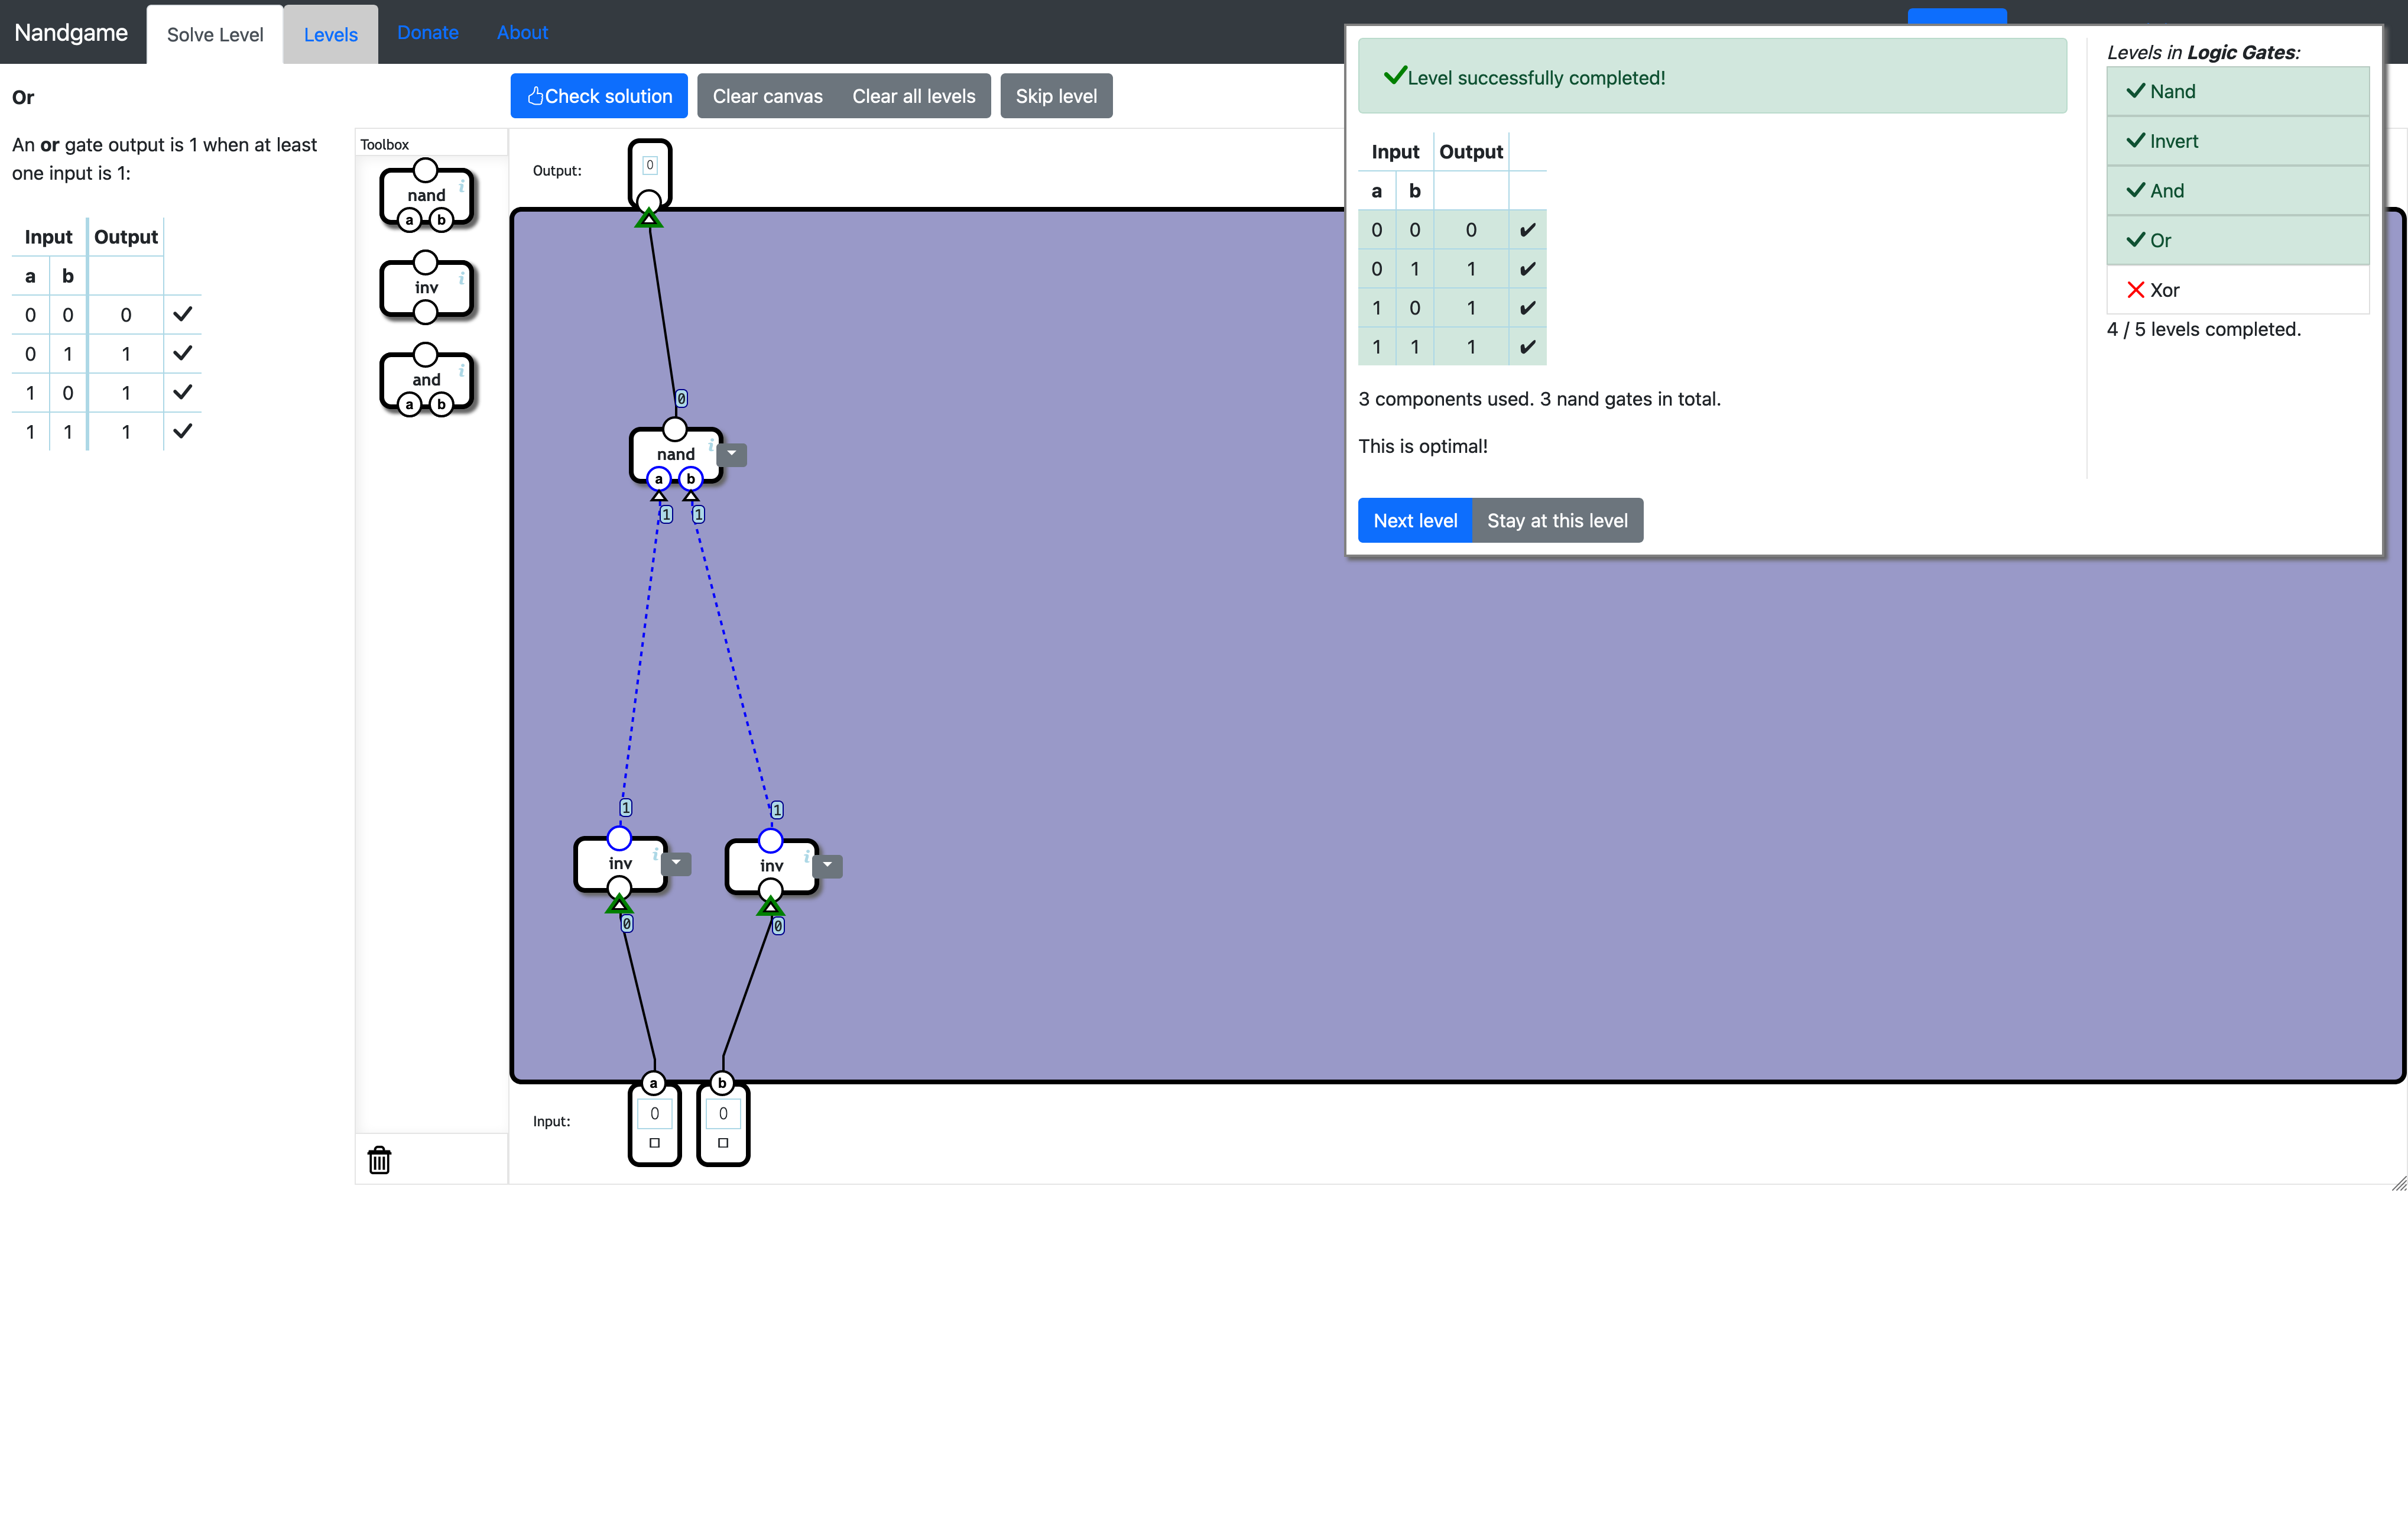 Nandgame
Solve Level
Levels
Donate
About
Or
An or gate output is 1 when at least
one input is 1:
Input Output
a b
0 0 0
0 1 1
1 0 1
1 1 1
Check solution
Clear canvas
Clear all levels
Skip level
Toolbox
nand
i
a b
inv
i
and
i
a b
Output:
0
0
nand
i
a b
1 1
1 1
inv
i
inv
i
0 0
a b
Input:
0 0
Level successfully completed!
Input Output
a b
0 0 0 ✔
0 1 1 ✔
1 0 1 ✔
1 1 1 ✔
3 components used. 3 nand gates in total.
This is optimal!
Next level
Stay at this level
Levels in Logic Gates:
Nand
Invert
And
Or
Xor
4 / 5 levels completed.